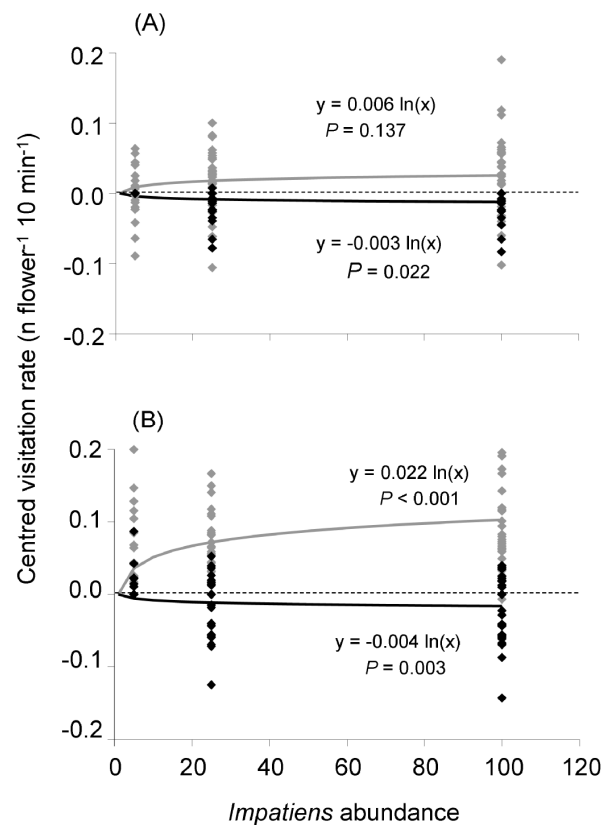 (A)
0.2
0.1
0.0
-0.1
-0.2
y = 0.006 ln(x)
P = 0.137
y = -0.003 ln(x)
P = 0.022
Centred visitation rate (n flower⁻¹ 10 min⁻¹)
(B)
0.2
0.1
0.0
-0.1
-0.2
y = 0.022 ln(x)
P < 0.001
y = -0.004 ln(x)
P = 0.003
0 20 40 60 80 100 120
Impatiens abundance